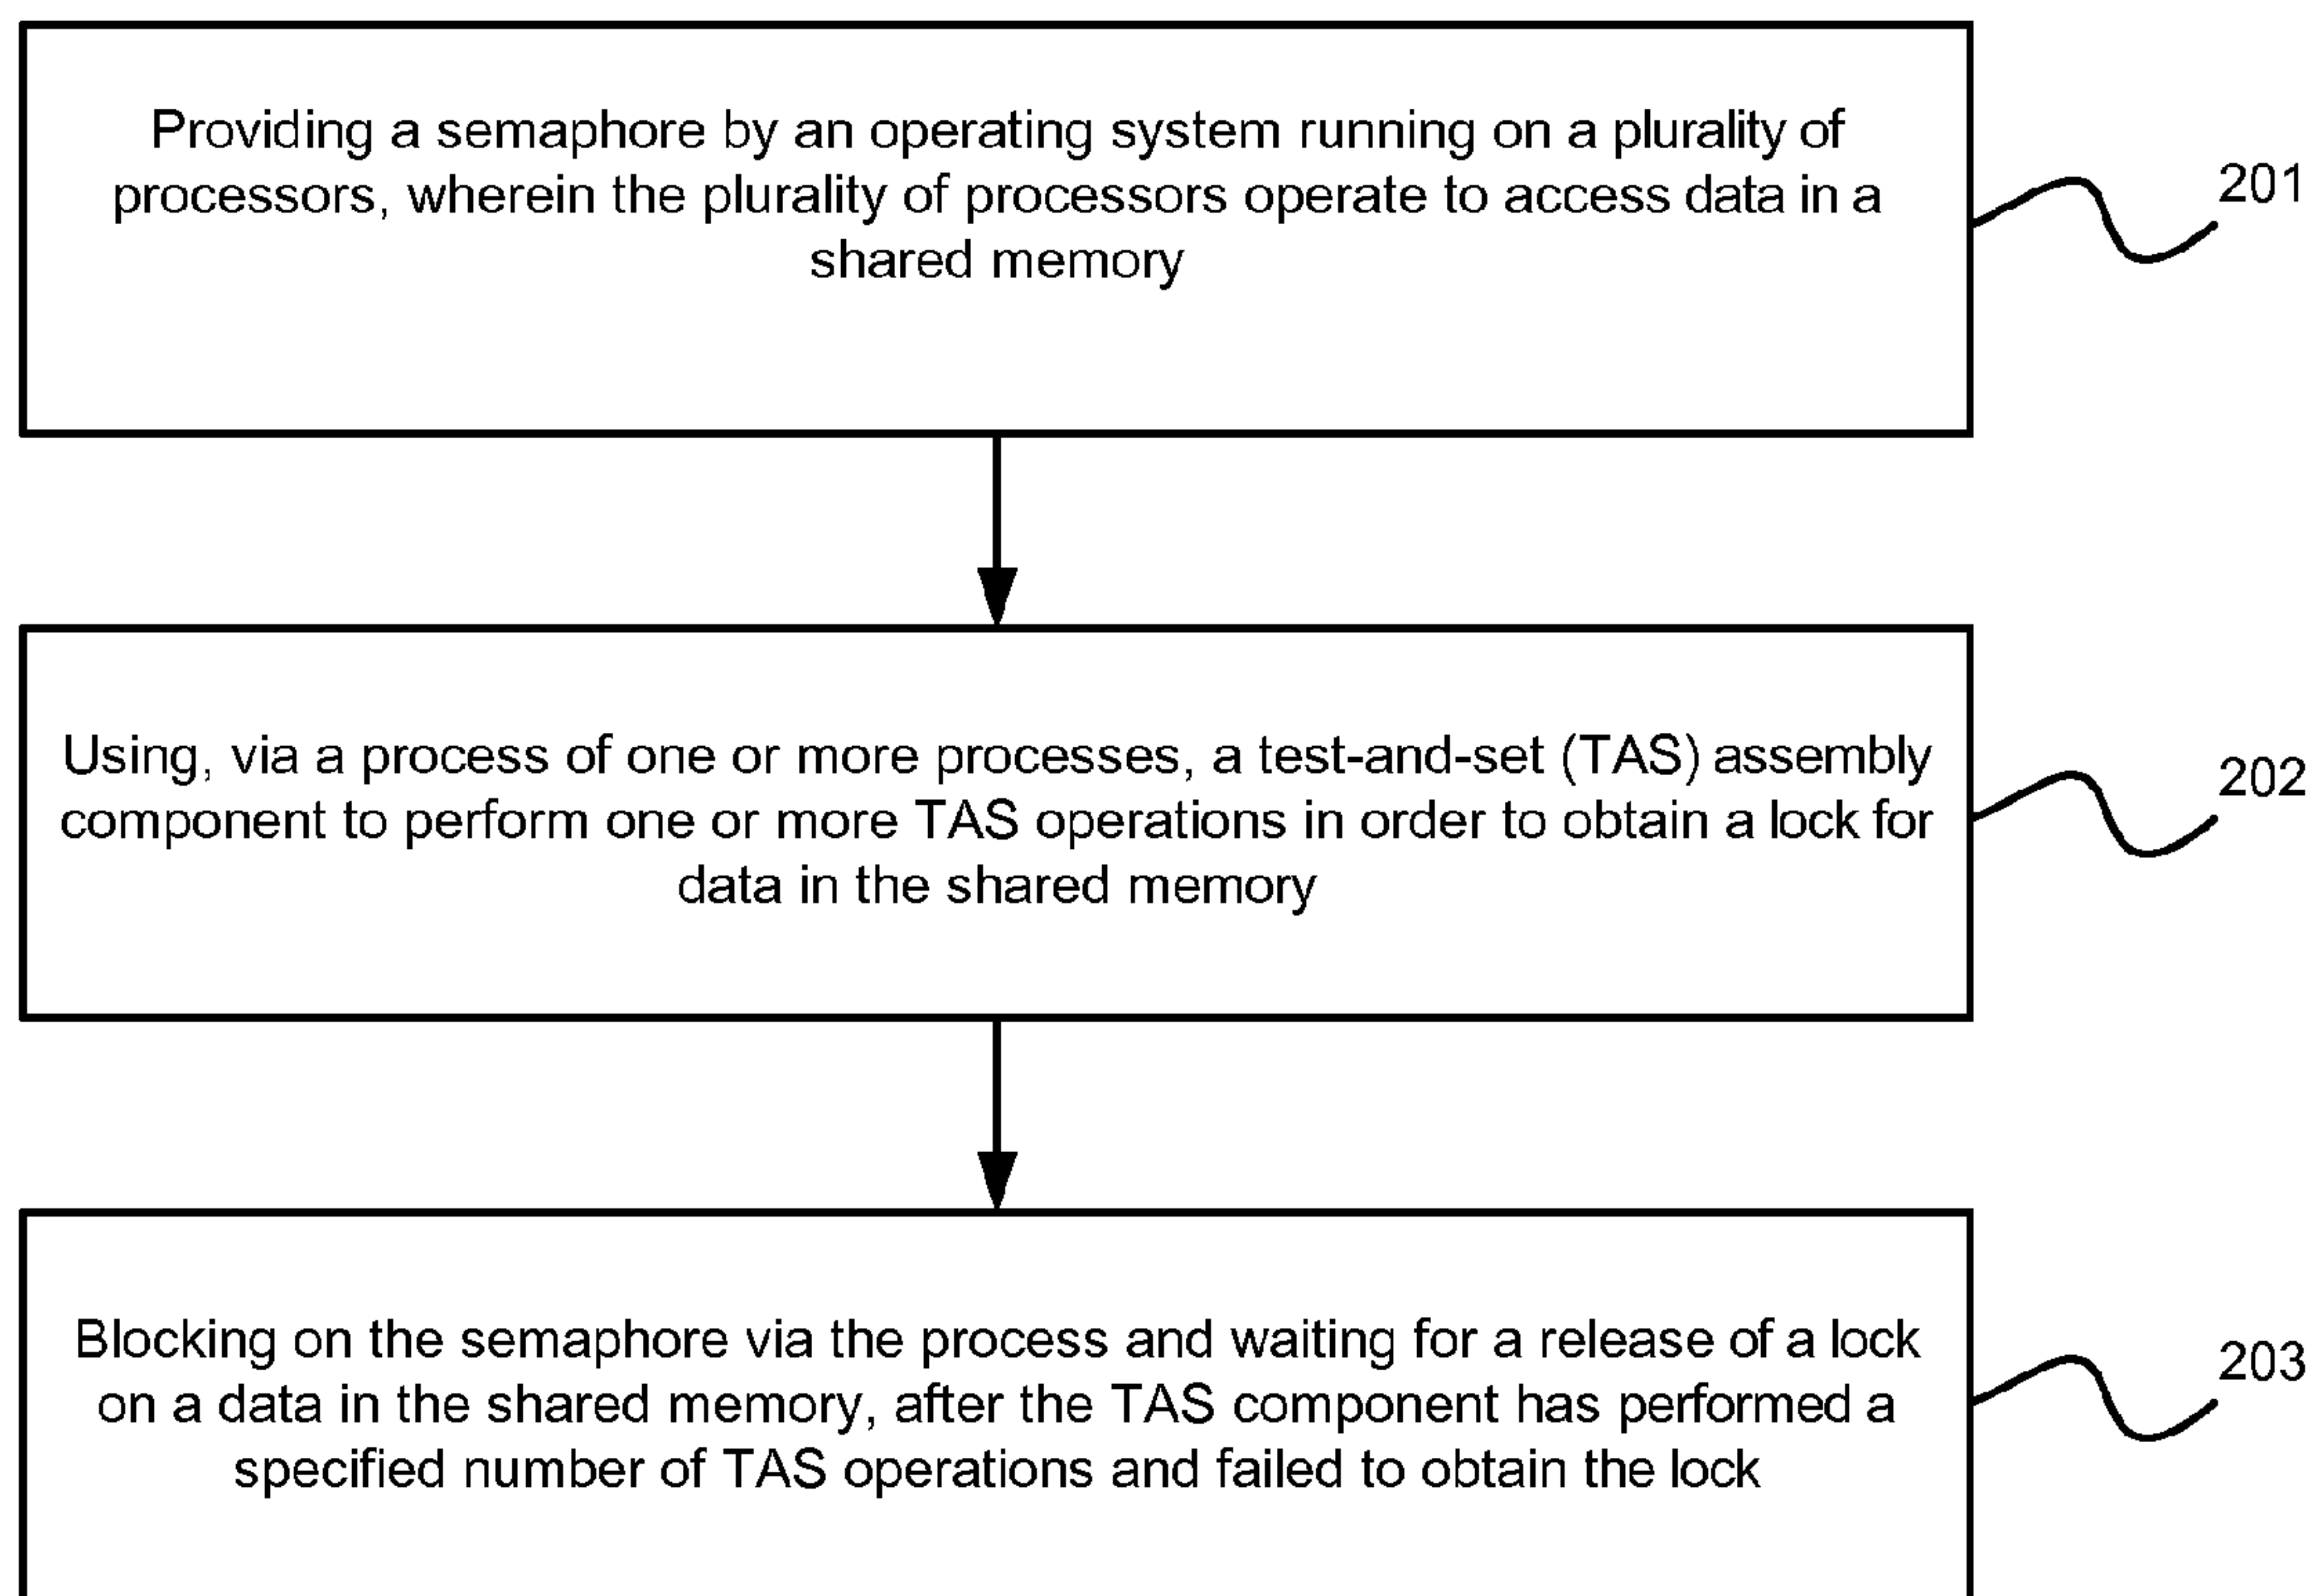 Providing a semaphore by an operating system running on a plurality of
processors, wherein the plurality of processors operate to access data in a
shared memory
201
Using, via a process of one or more processes, a test-and-set (TAS) assembly
component to perform one or more TAS operations in order to obtain a lock for
data in the shared memory
202
Blocking on the semaphore via the process and waiting for a release of a lock
on a data in the shared memory, after the TAS component has performed a
specified number of TAS operations and failed to obtain the lock
203